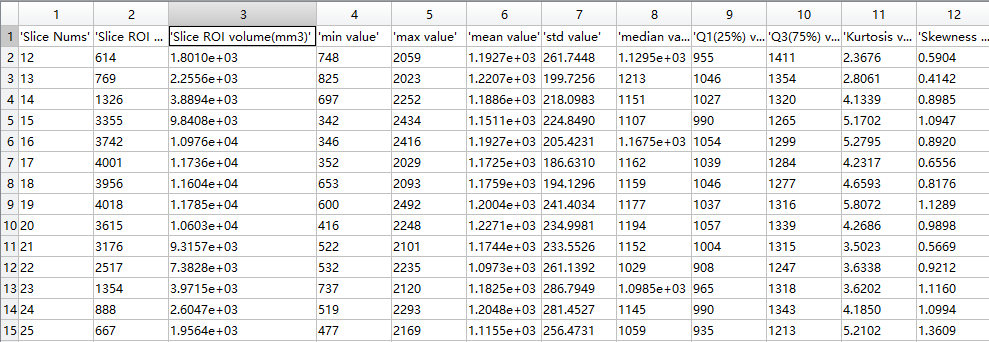 1 2 3 4 5 6 7 8 9 10 11 12
1 'Slice Nums' 'Slice ROI ... 'Slice ROI volume(mm3)' 'min value' 'max value' 'mean value' 'std value' 'median va... 'Q1(25%) v... 'Q3(75%) v... 'Kurtosis v... 'Skewness ...
2 12 614 1.8010e+03 748 2059 1.1927e+03 261.7448 1.1295e+03 955 1411 2.3676 0.5904
3 13 769 2.2556e+03 825 2023 1.2207e+03 199.7256 1213 1046 1354 2.8061 0.4142
4 14 1326 3.8894e+03 697 2252 1.1886e+03 218.0983 1151 1027 1320 4.1339 0.8985
5 15 3355 9.8408e+03 342 2434 1.1511e+03 224.8490 1107 990 1265 5.1702 1.0947
6 16 3742 1.0976e+04 346 2416 1.1927e+03 205.4231 1.1675e+03 1054 1299 5.2795 0.8920
7 17 4001 1.1736e+04 352 2029 1.1725e+03 186.6310 1162 1039 1284 4.2317 0.6556
8 18 3956 1.1604e+04 653 2093 1.1759e+03 194.1296 1159 1046 1277 4.6593 0.8176
9 19 4018 1.1785e+04 600 2492 1.2004e+03 241.4034 1177 1037 1316 5.8072 1.1289
10 20 3615 1.0603e+04 416 2248 1.2271e+03 234.9981 1194 1057 1339 4.2686 0.9898
11 21 3176 9.3157e+03 522 2101 1.1744e+03 233.5526 1152 1004 1315 3.5023 0.5669
12 22 2517 7.3828e+03 532 2235 1.0973e+03 261.1392 1029 908 1247 3.6338 0.9212
13 23 1354 3.9715e+03 737 2120 1.1825e+03 286.7949 1.0985e+03 965 1318 3.6202 1.1160
14 24 888 2.6047e+03 519 2293 1.2048e+03 281.4527 1145 990 1343 4.1850 1.0994
15 25 667 1.9564e+03 477 2169 1.1155e+03 256.4731 1059 935 1213 5.2102 1.3609